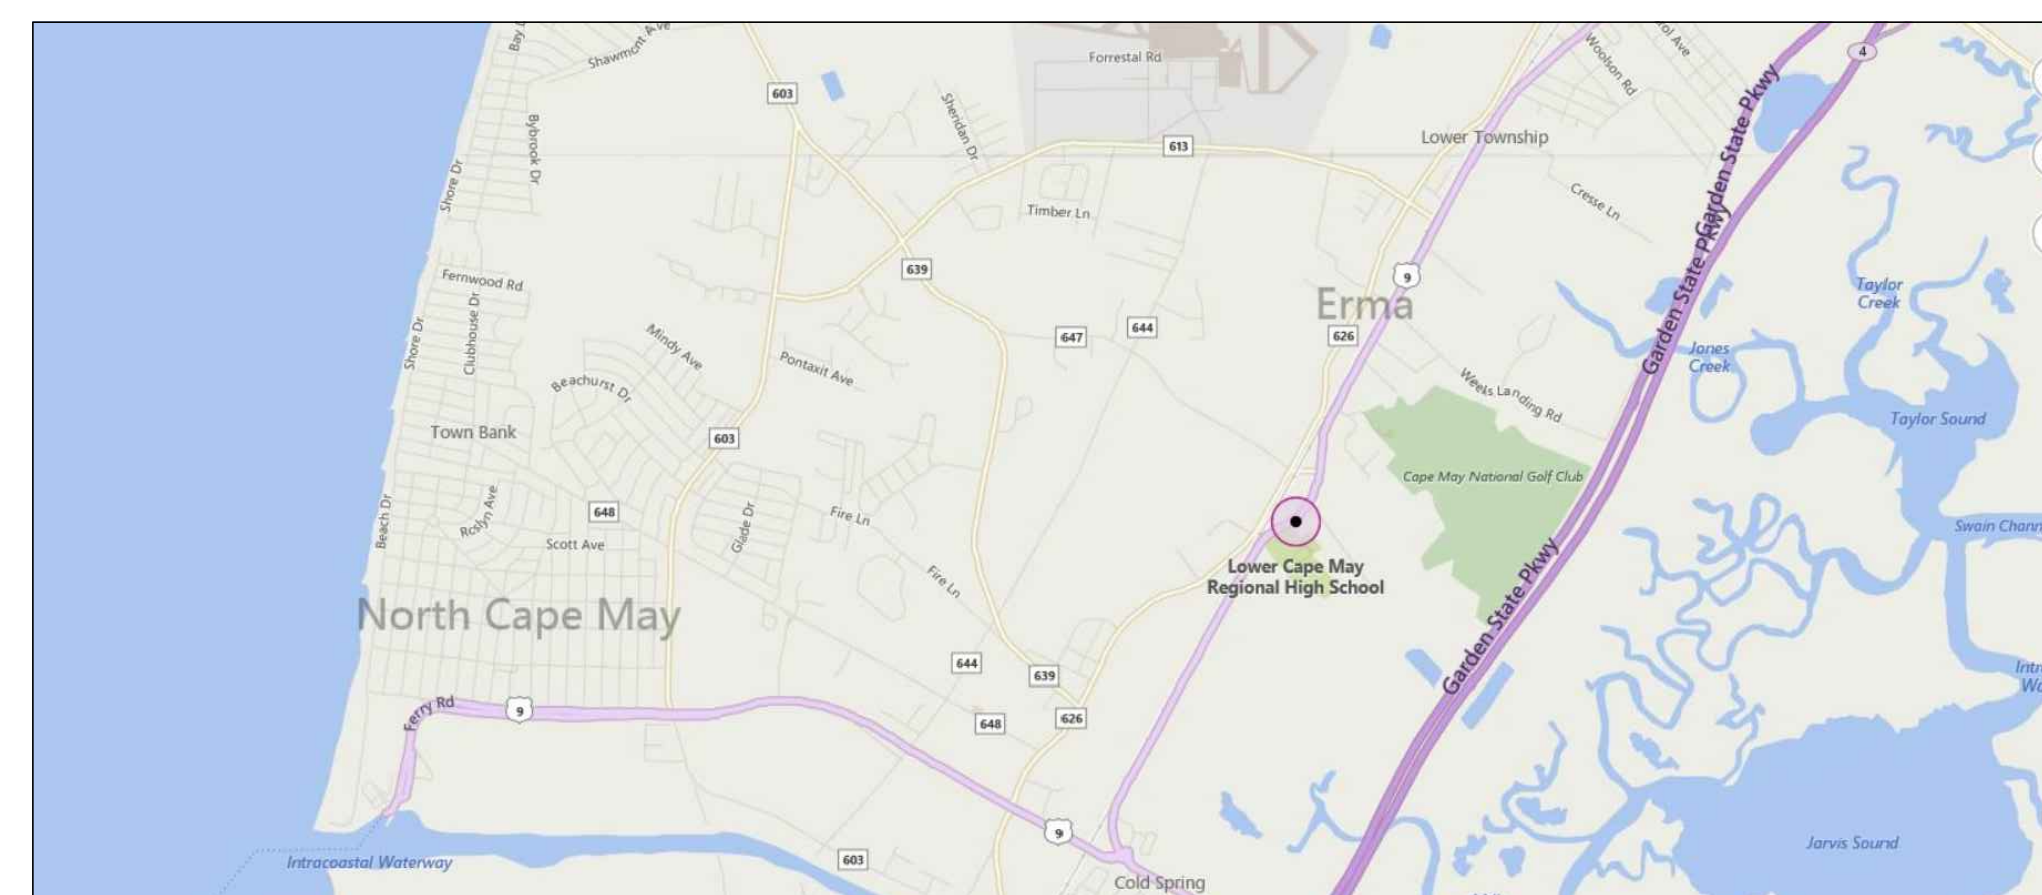 Bay
Shawmont Ave
Forrestal Rd
Woolson Rd
4
603
Sheridan Dr
Bybrook Dr
Garden State Pkwy
Lower Township
613
Shore Dr
Timber Ln
Cresse Ln
Garden State Pkwy
Fernwood Rd
639
9
Erma
Taylor
Creek
Shore Dr
Clubhouse Dr
Mindy Ave
647
644
626
Jones
Creek
Pontaxit Ave
Beachurst Dr
Weeks Landing Rd
Taylor Sound
Town Bank
603
Cape May National Golf Club
Beach Dr
Roslyn Ave
648
Glade Dr
Fire Ln
Swain Chann
Scott Ave
Lower Cape May
Regional High School
Fire Ln
Garden State Pkwy
North Cape May
644
639
Ferry Rd
9
648
626
9
603
Intracoastal Waterway
Jarvis Sound
Cold Spring